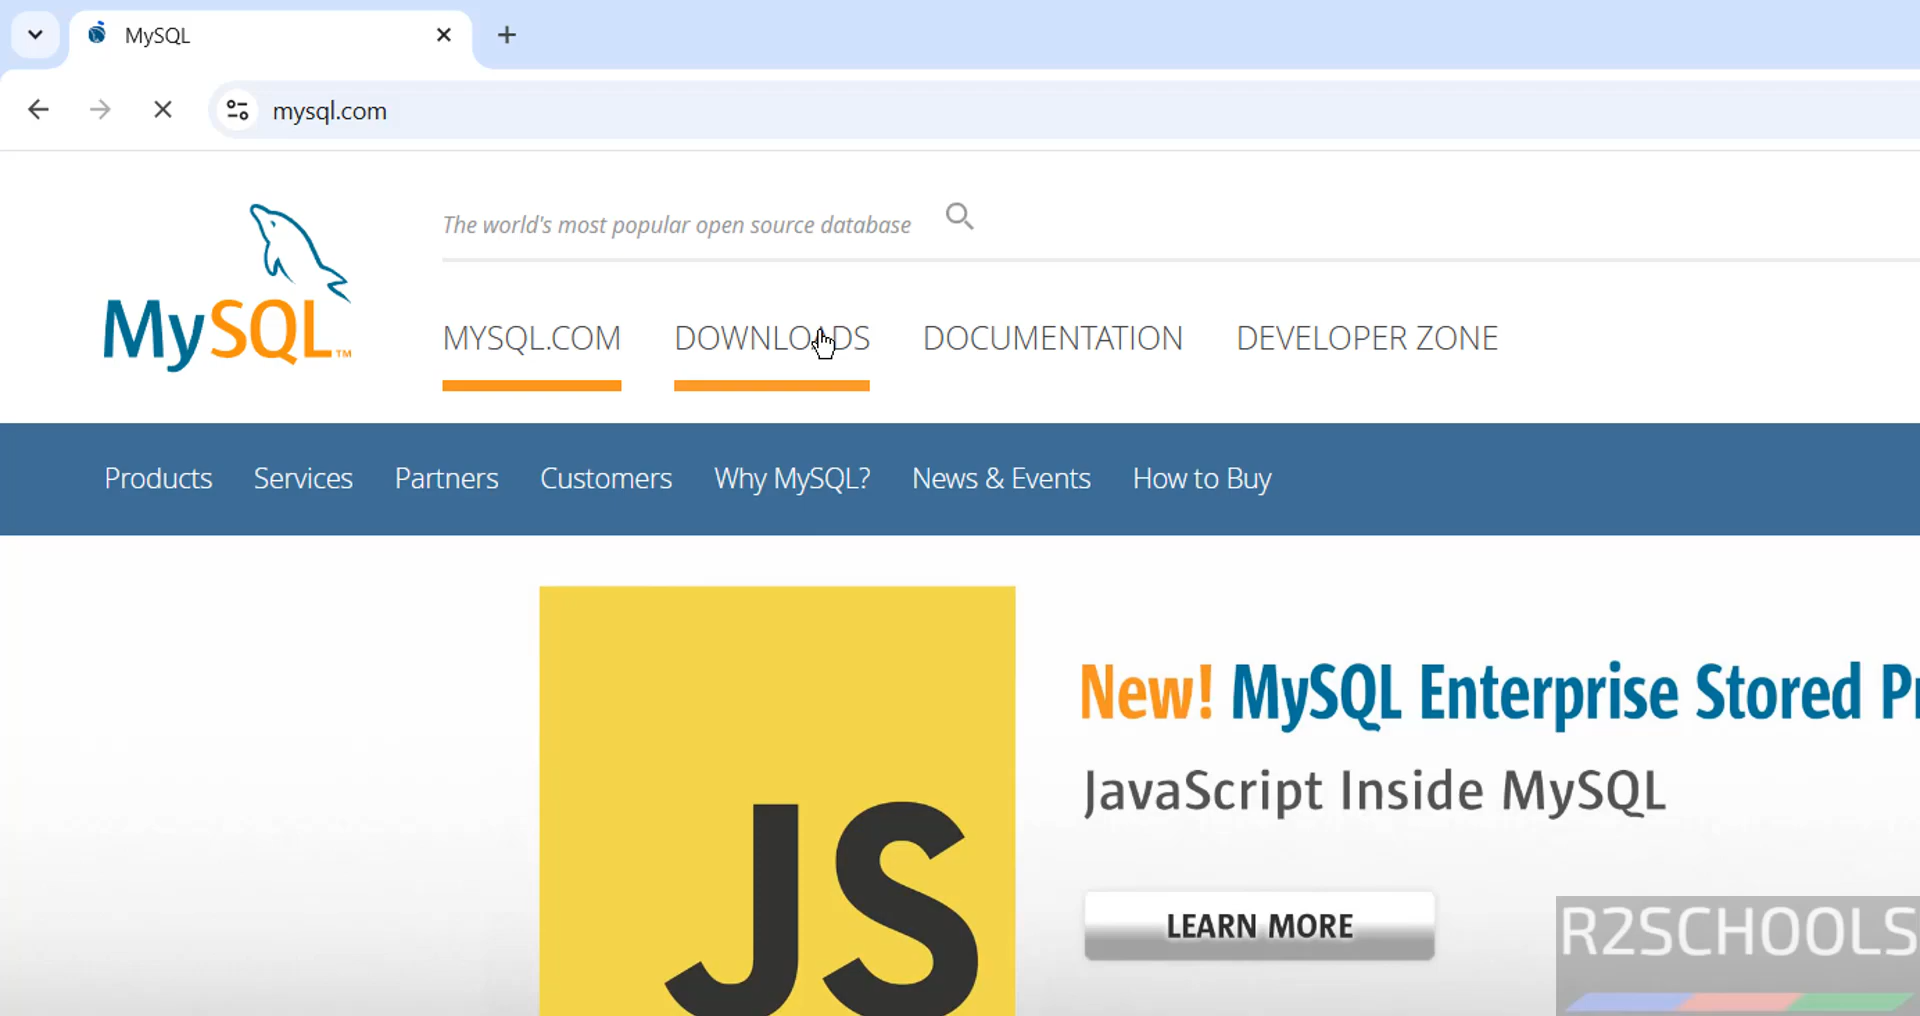 MySQL
mysql.com
The world's most popular open source database
MySQL™
MYSQL.COM DOWNLOADS DOCUMENTATION DEVELOPER ZONE
Products Services Partners Customers Why MySQL? News & Events How to Buy
New! MySQL Enterprise Stored
JavaScript Inside MySQL
JS
LEARN MORE
R2SCHOOLS